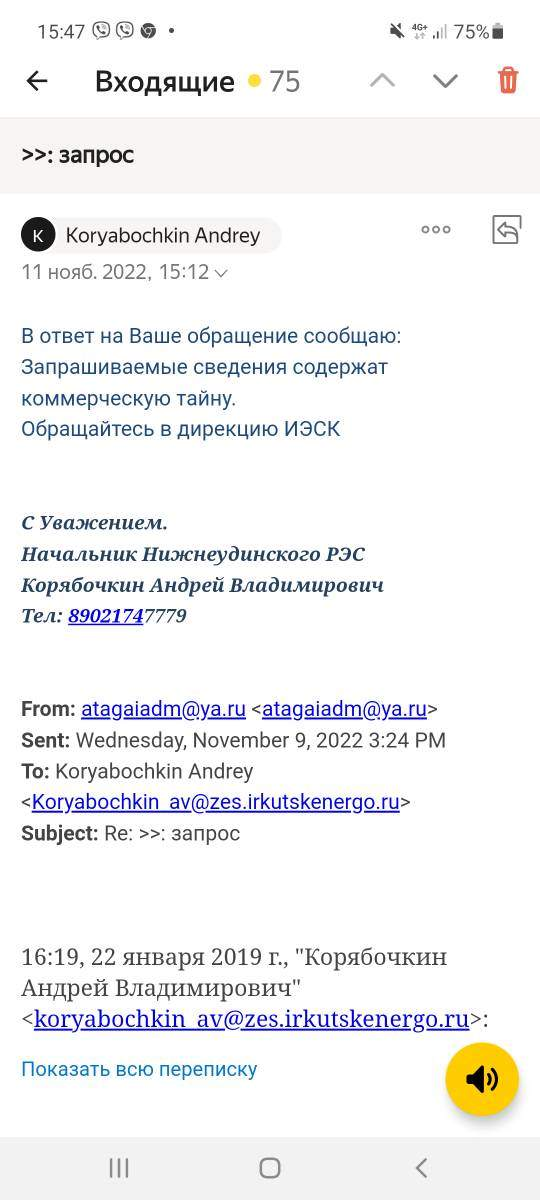 15:47 4G+ 75%
Входящие 75
>>: запрос
K Koryabochkin Andrey
11 нояб. 2022, 15:12
В ответ на Ваше обращение сообщаю:
Запрашиваемые сведения содержат
коммерческую тайну.
Обращайтесь в дирекцию ИЭСК
С Уважением.
Начальник Нижнеудинского РЭС
Корябочкин Андрей Владимирович
Тел: 89021747779
From: atagaiadm@ya.ru <atagaiadm@ya.ru>
Sent: Wednesday, November 9, 2022 3:24 PM
To: Koryabochkin Andrey
<Koryabochkin_av@zes.irkutskenergo.ru>
Subject: Re: >>: запрос
16:19, 22 января 2019 г., "Корябочкин
Андрей Владимирович"
<koryabochkin_av@zes.irkutskenergo.ru>:
Показать всю переписку